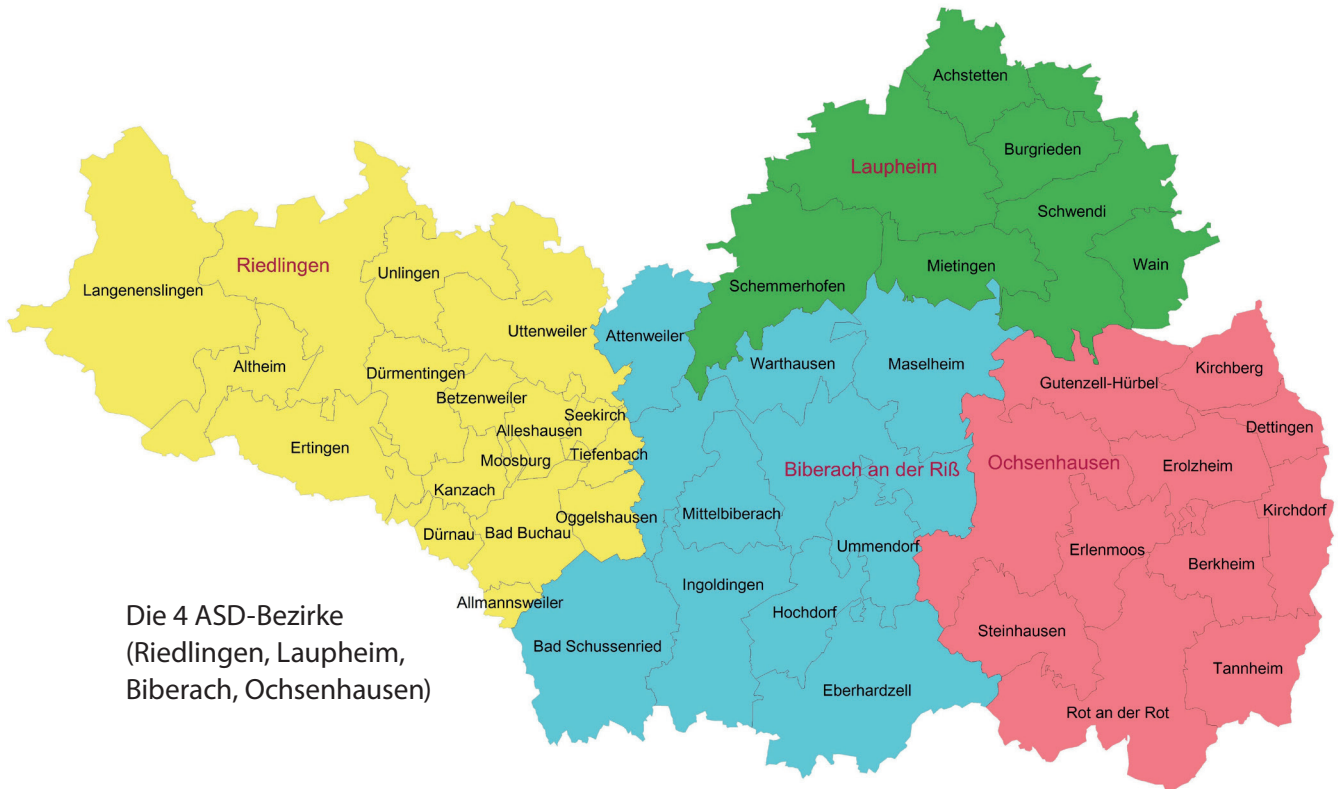 Achstetten
Burgrieden
Laupheim
Schwendi
Wain
Mietingen
Schemmerhofen
Riedlingen
Unlingen
Langenenslingen
Uttenweiler
Altheim
Dürmentingen
Betzenweiler
Seekirch
Alleshausen
Ertingen
Moosburg
Tiefenbach
Kanzach
Oggelshausen
Dürnau
Bad Buchau
Allmannsweiler
Attenweiler
Warthausen
Maselheim
Biberach an der Riß
Mittelbiberach
Ummendorf
Ingoldingen
Hochdorf
Bad Schussenried
Eberhardzell
Gutenzell-Hürbel
Kirchberg
Dettingen
Ochsenhausen
Erolzheim
Kirchdorf
Erlenmoos
Berkheim
Steinhausen
Tannheim
Rot an der Rot
Die 4 ASD-Bezirke
(Riedlingen, Laupheim,
Biberach, Ochsenhausen)